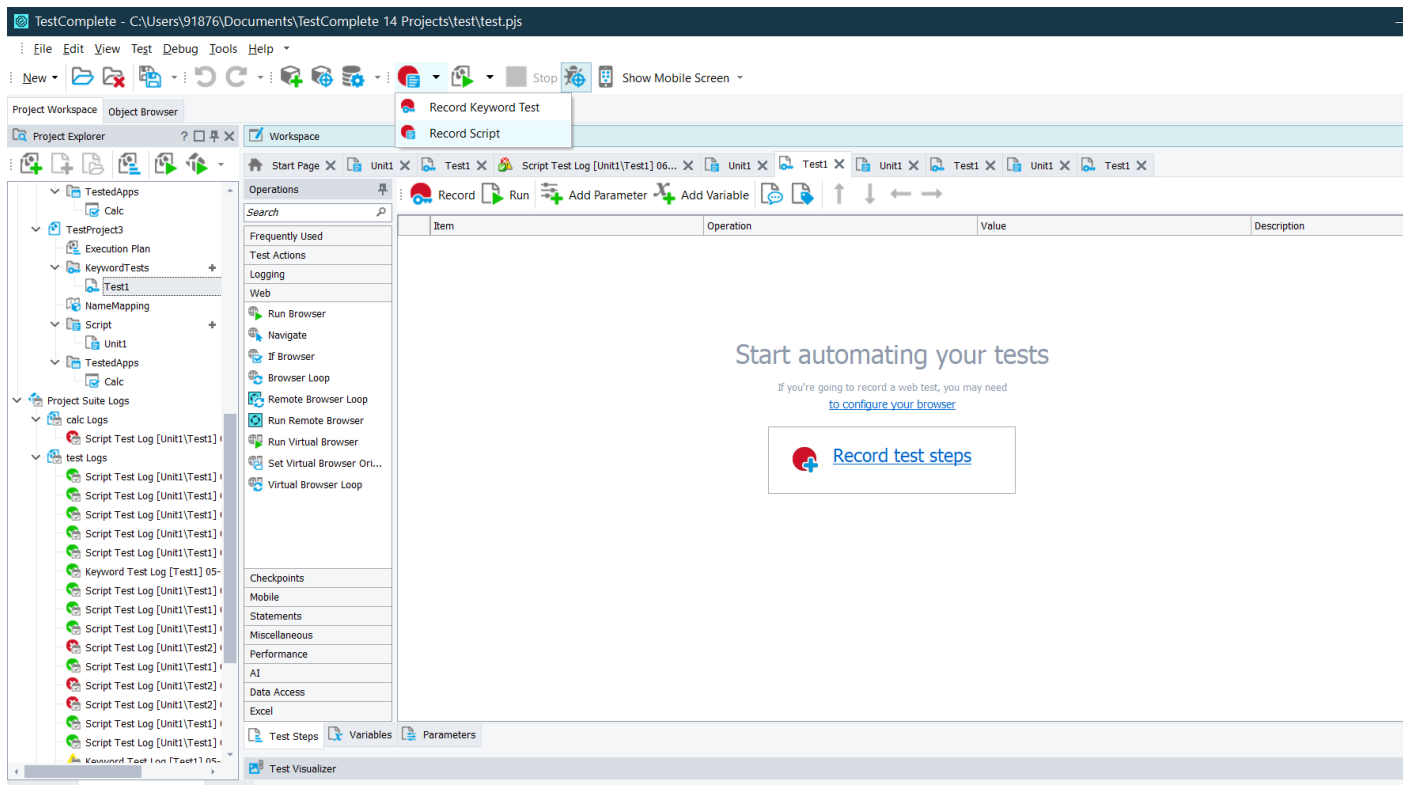 TestComplete - C:\Users\91876\Documents\TestComplete 14 Projects\test\test.pjs
File Edit View Test Debug Tools Help
New Stop Show Mobile Screen
Record Keyword Test
Record Script
Project Workspace Object Browser
Project Explorer ? Workspace
Start Page Unit1 Test1 Script Test Log [Unit1\Test1] 06... Unit1 Test1 Unit1 Test1 Unit1 Test1
Operations
Record Run Add Parameter Add Variable
Search
Item Operation Value Description
Frequently Used
Test Actions
Logging
Web
Run Browser
Navigate
If Browser
Browser Loop
Remote Browser Loop
Run Remote Browser
Run Virtual Browser
Set Virtual Browser Ori...
Virtual Browser Loop
Checkpoints
Mobile
Statements
Miscellaneous
Performance
AI
Data Access
Excel
TestedApps
Calc
TestProject3
Execution Plan
KeywordTests
Test1
NameMapping
Script
Unit1
TestedApps
Calc
Project Suite Logs
calc Logs
Script Test Log [Unit1\Test1]
test Logs
Script Test Log [Unit1\Test1]
Script Test Log [Unit1\Test1]
Script Test Log [Unit1\Test1]
Script Test Log [Unit1\Test1]
Script Test Log [Unit1\Test1]
Keyword Test Log [Test1] 05-
Script Test Log [Unit1\Test1]
Script Test Log [Unit1\Test1]
Script Test Log [Unit1\Test1]
Script Test Log [Unit1\Test2]
Script Test Log [Unit1\Test1]
Script Test Log [Unit1\Test2]
Script Test Log [Unit1\Test2]
Script Test Log [Unit1\Test1]
Script Test Log [Unit1\Test1]
Keyword Test Log [Test1] 05-
Start automating your tests
If you're going to record a web test, you may need
to configure your browser
Record test steps
Test Steps Variables Parameters
Test Visualizer